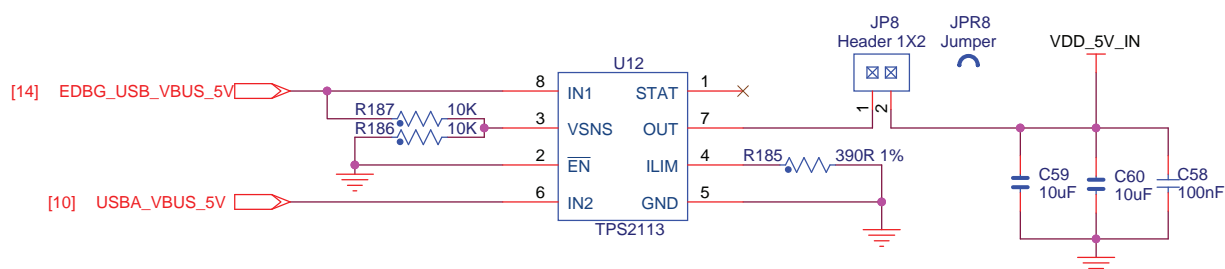 JP8
Header 1X2
JPR8
Jumper
VDD_5V_IN
U12
[14] EDBG_USB_VBUS_5V
8 IN1 STAT 1
R187 10K
R186 10K
3 VSNS OUT 7
1 2
2 EN ILIM 4
R185 390R 1%
[10] USBA_VBUS_5V
6 IN2 GND 5
TPS2113
C59
10uF
C60
10uF
C58
100nF